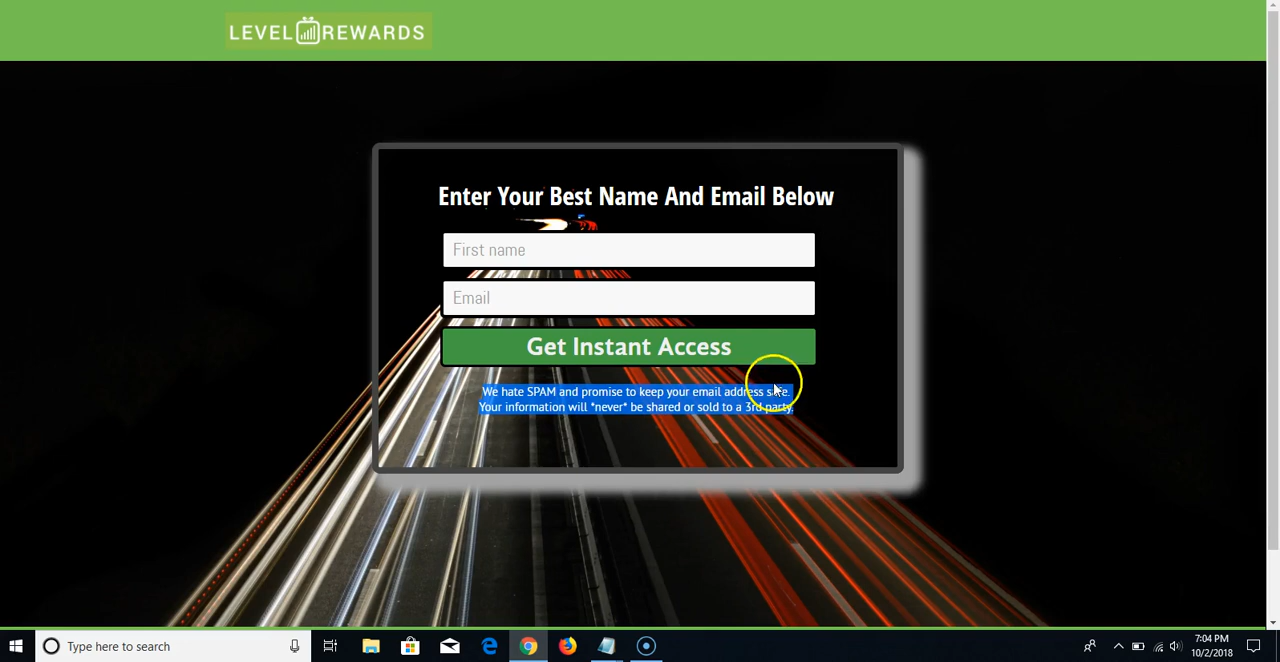 LEVEL REWARDS
Enter Your Best Name And Email Below
First name
Email
Get Instant Access
We hate SPAM and promise to keep your email address safe.
Your information will *never* be shared or sold to a 3rd party.
Type here to search
7:04 PM
10/2/2018